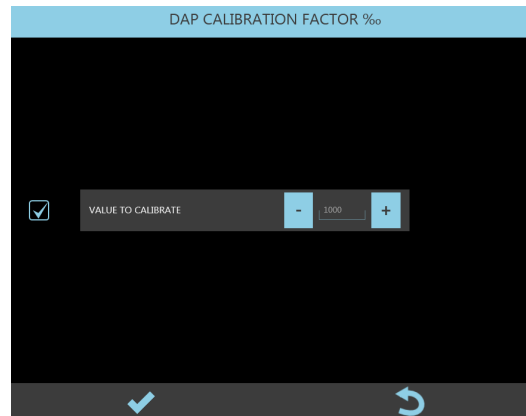 DAP CALIBRATION FACTOR ‰
VALUE TO CALIBRATE - 1000 +